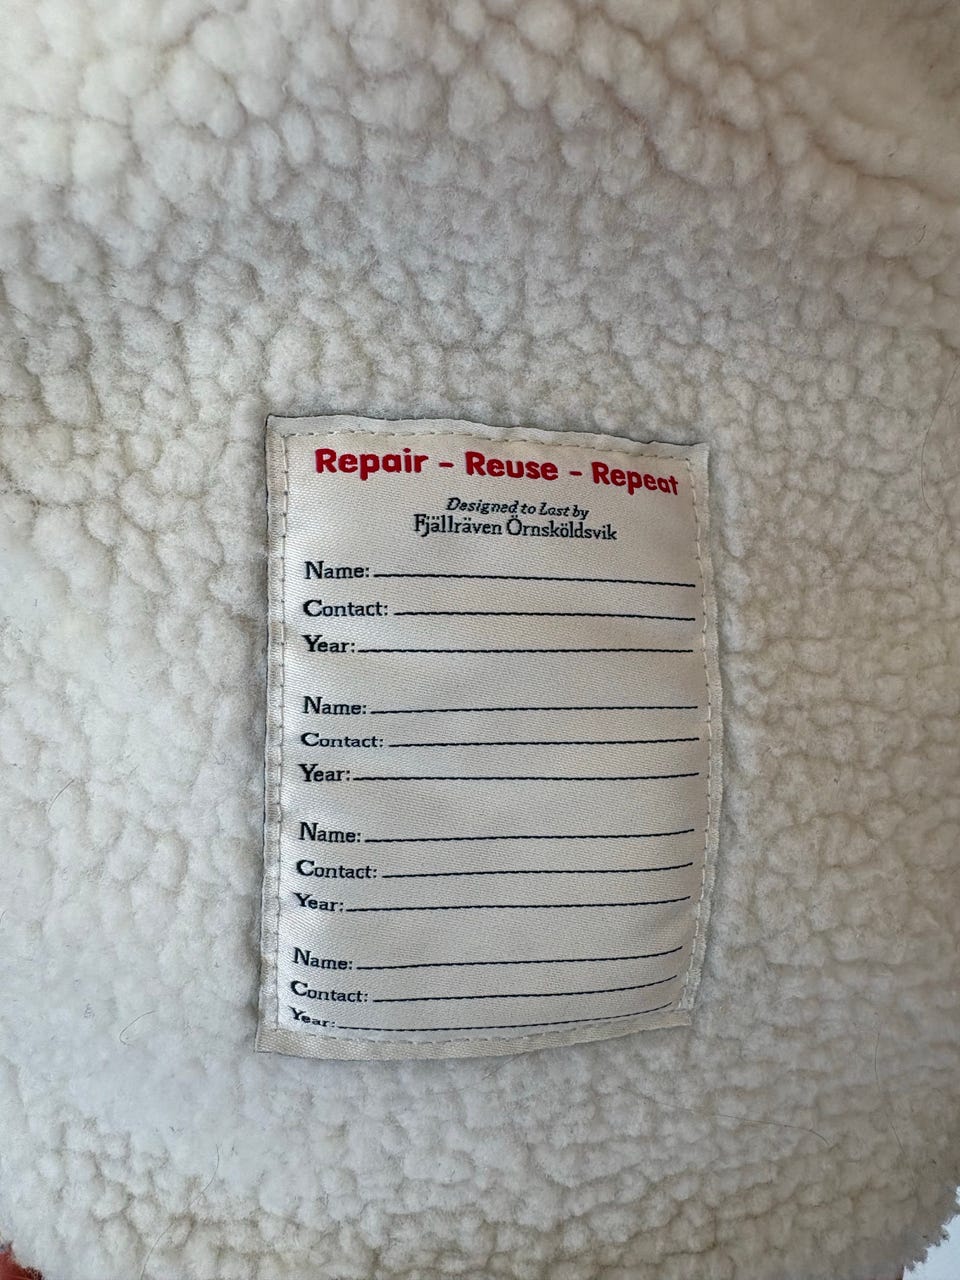 Repair - Reuse - Repeat
Designed to Last by
Fjällräven Örnsköldsvik
Name:
Contact:
Year:
Name:
Contact:
Year:
Name:
Contact:
Year:
Name:
Contact:
Year: